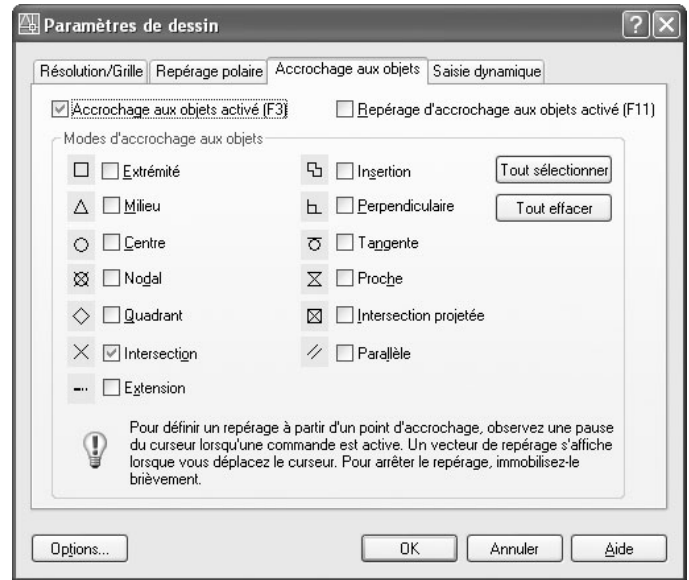 Paramètres de dessin
Résolution/Grille Repérage polaire Accrochage aux objets Saisie dynamique
Accrochage aux objets activé (F3) Repérage d'accrochage aux objets activé (F11)
Modes d'accrochage aux objets
Extrémité Insertion Tout sélectionner
Milieu Perpendiculaire Tout effacer
Centre Tangente
Nodal Proche
Quadrant Intersection projetée
Intersection Parallèle
Extension
Pour définir un repérage à partir d'un point d'accrochage, observez une pause
du curseur lorsqu'une commande est active. Un vecteur de repérage s'affiche
lorsque vous déplacez le curseur. Pour arrêter le repérage, immobilisez-le
brièvement.
Options... OK Annuler Aide